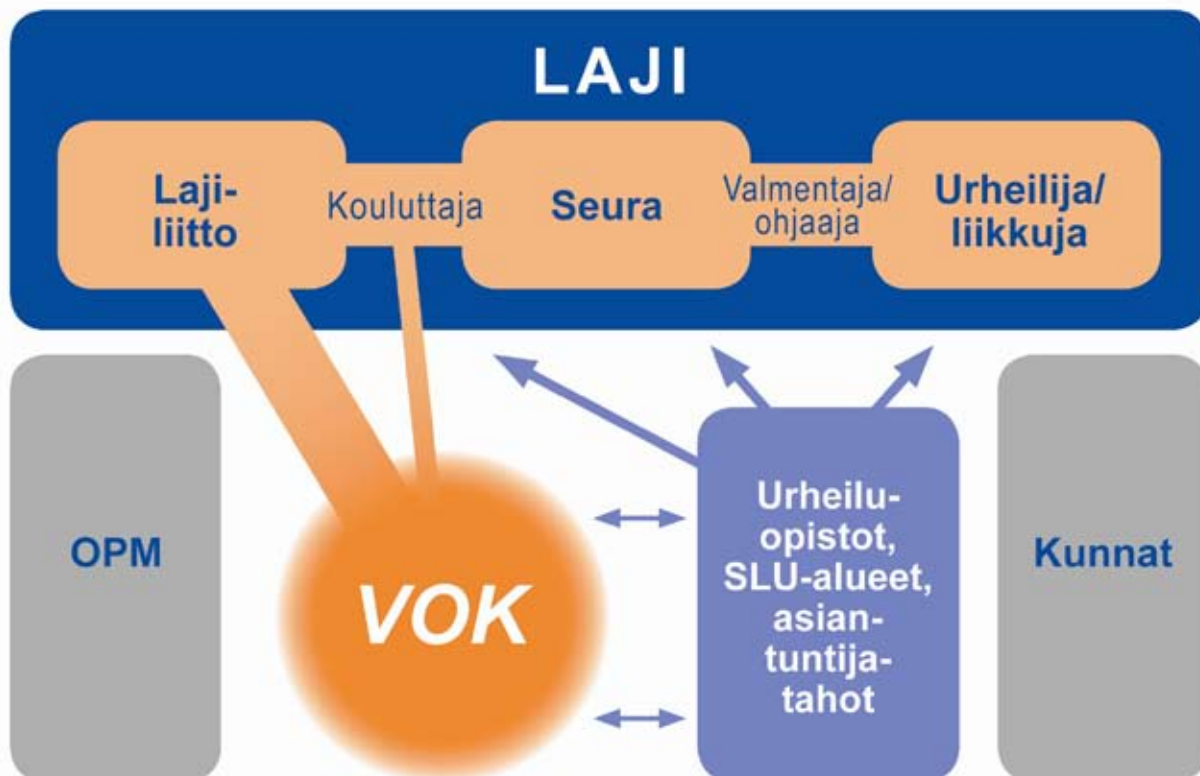 LAJI
Laji-
liitto
Kouluttaja
Seura
Valmentaja/
ohjaaja
Urheilija/
liikkuja
OPM
VOK
Urheilu-
opistot,
SLU-alueet,
asian-
tuntija-
tahot
Kunnat